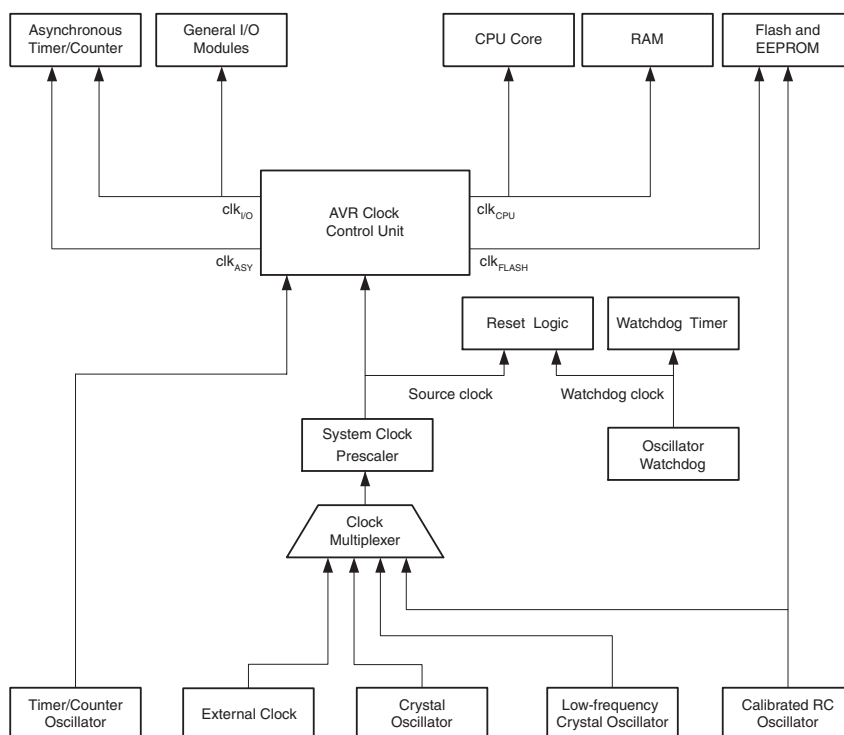 Asynchronous
Timer/Counter
General I/O
Modules
CPU Core
RAM
Flash and
EEPROM
clkI/O
AVR Clock
Control Unit
clkCPU
clkASY
clkFLASH
Reset Logic
Watchdog Timer
Source clock
Watchdog clock
System Clock
Prescaler
Oscillator
Watchdog
Clock
Multiplexer
Timer/Counter
Oscillator
External Clock
Crystal
Oscillator
Low-frequency
Crystal Oscillator
Calibrated RC
Oscillator